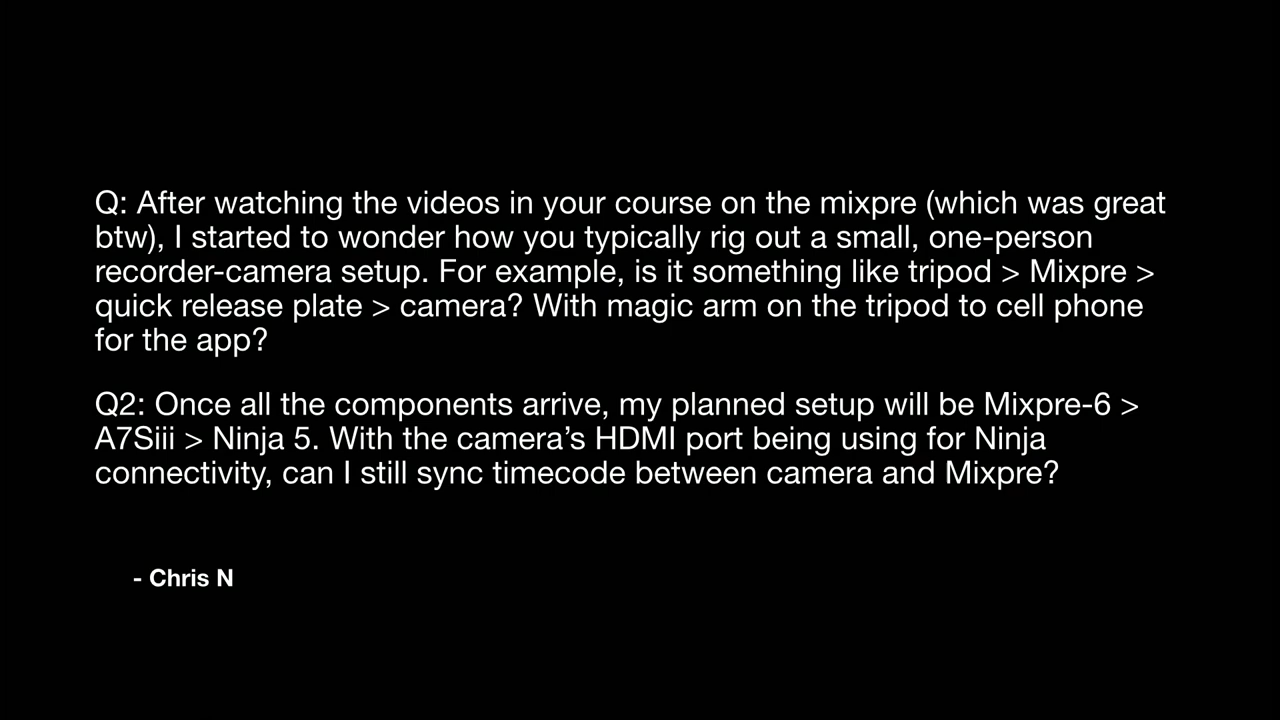 Q: After watching the videos in your course on the mixpre (which was great
btw), I started to wonder how you typically rig out a small, one-person
recorder-camera setup. For example, is it something like tripod > Mixpre >
quick release plate > camera? With magic arm on the tripod to cell phone
for the app?
Q2: Once all the components arrive, my planned setup will be Mixpre-6 >
A7Siii > Ninja 5. With the camera’s HDMI port being using for Ninja
connectivity, can I still sync timecode between camera and Mixpre?
- Chris N